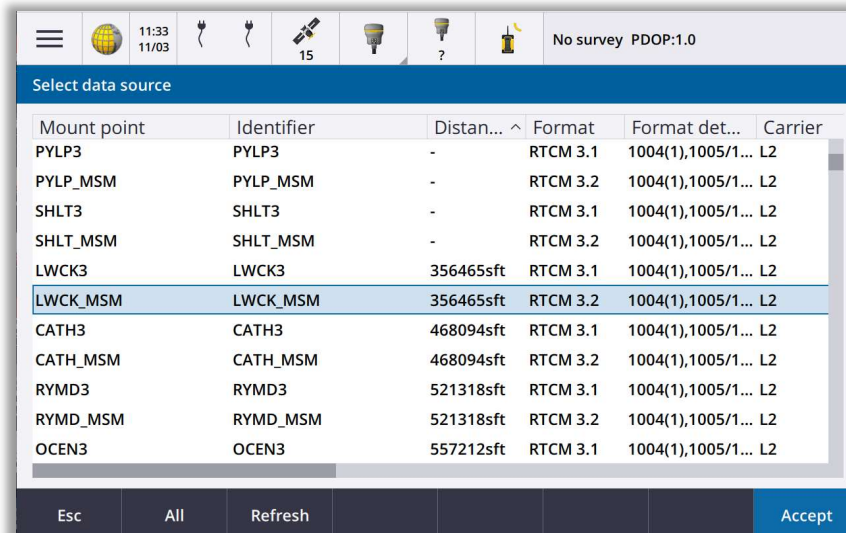 11:33
11/03
15
?
No survey PDOP:1.0
Select data source
Mount point Identifier Distan... Format Format det... Carrier
PYLP3 PYLP3 - RTCM 3.1 1004(1),1005/1... L2
PYLP_MSM PYLP_MSM - RTCM 3.2 1004(1),1005/1... L2
SHLT3 SHLT3 - RTCM 3.1 1004(1),1005/1... L2
SHLT_MSM SHLT_MSM - RTCM 3.2 1004(1),1005/1... L2
LWCK3 LWCK3 356465sft RTCM 3.1 1004(1),1005/1... L2
LWCK_MSM LWCK_MSM 356465sft RTCM 3.2 1004(1),1005/1... L2
CATH3 CATH3 468094sft RTCM 3.1 1004(1),1005/1... L2
CATH_MSM CATH_MSM 468094sft RTCM 3.2 1004(1),1005/1... L2
RYMD3 RYMD3 521318sft RTCM 3.1 1004(1),1005/1... L2
RYMD_MSM RYMD_MSM 521318sft RTCM 3.2 1004(1),1005/1... L2
OCEN3 OCEN3 557212sft RTCM 3.1 1004(1),1005/1... L2
Esc All Refresh Accept